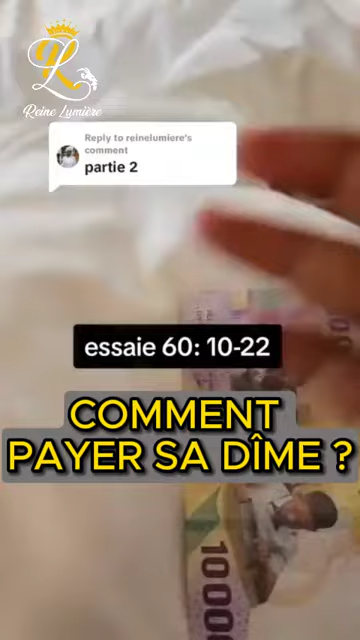 Reine Lumière
Reply to reinelumiere's
comment
partie 2
essaie 60: 10-22
COMMENT
PAYER SA DÎME ?
10000